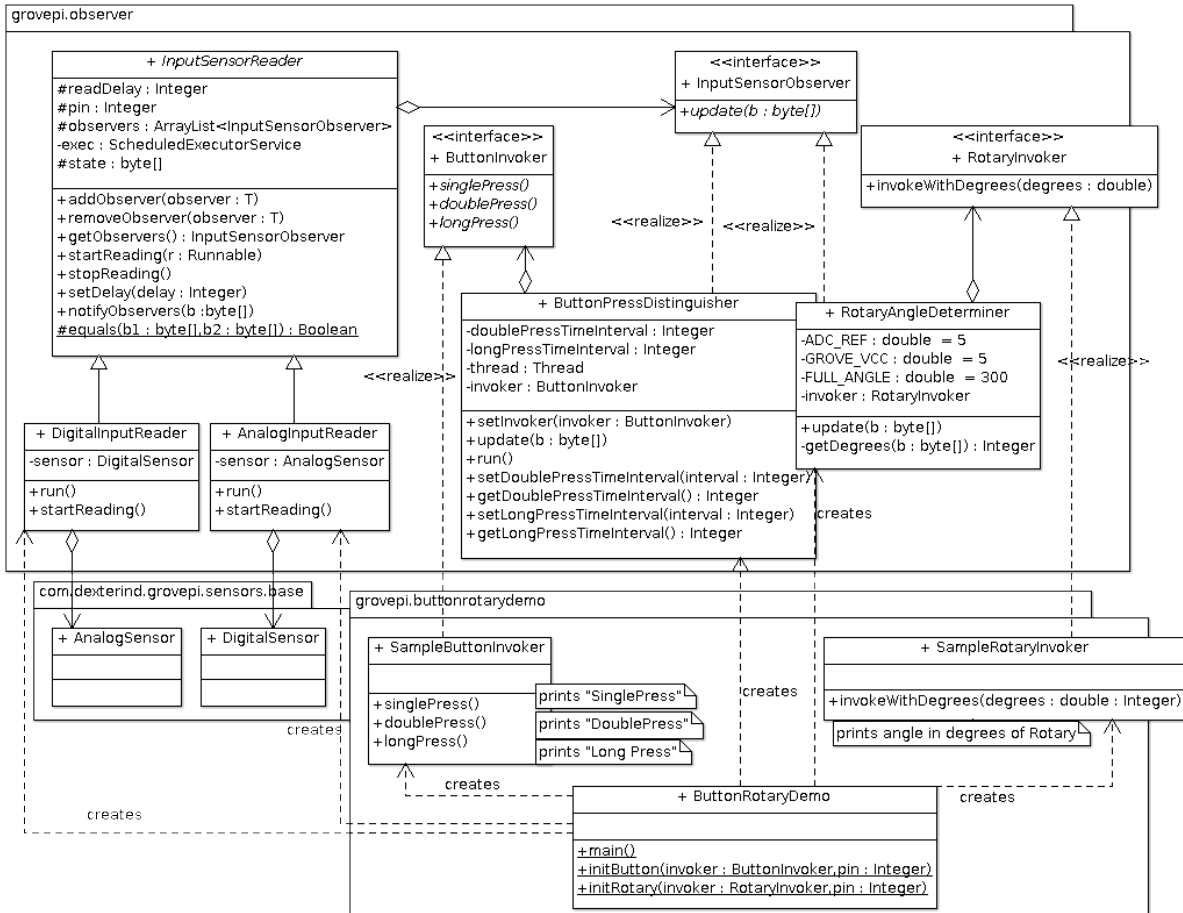 grovepi.observer
+ InputSensorReader
#readDelay : Integer
#pin : Integer
#observers : ArrayList<InputSensorObserver>
-exec : ScheduledExecutorService
#state : byte[]
+addObserver(observer : T)
+removeObserver(observer : T)
+getObservers() : InputSensorObserver
+startReading(r : Runnable)
+stopReading()
+setDelay(delay : Integer)
+notifyObservers(b :byte[])
#equals(b1 : byte[],b2 : byte[]) : Boolean
<<interface>>
+ InputSensorObserver
+update(b : byte[])
<<interface>>
+ ButtonInvoker
+singlePress()
+doublePress()
+longPress()
<<interface>>
+ RotaryInvoker
+invokeWithDegrees(degrees : double)
<<realize>>
<<realize>>
<<realize>>
<<realize>>
+ ButtonPressDistinguisher
-doublePressTimeInterval : Integer
-longPressTimeInterval : Integer
-thread : Thread
-invoker : ButtonInvoker
+setInvoker(invoker : ButtonInvoker)
+update(b : byte[])
+run()
+setDoublePressTimeInterval(interval : Integer)
+getDoublePressTimeInterval() : Integer
+setLongPressTimeInterval(interval : Integer)
+getLongPressTimeInterval() : Integer
+ RotaryAngleDeterminer
-ADC_REF : double = 5
-GROVE_VCC : double = 5
-FULL_ANGLE : double = 300
-invoker : RotaryInvoker
+update(b : byte[])
-getDegrees(b : byte[]) : Integer
+ DigitalInputReader
-sensor : DigitalSensor
+run()
+startReading()
+ AnalogInputReader
-sensor : AnalogSensor
+run()
+startReading()
creates
com.dexterind.grovepi.sensors.base
+ AnalogSensor
+ DigitalSensor
grovepi.buttonrotarydemo
+ SampleButtonInvoker
+singlePress()
+doublePress()
+longPress()
prints "SinglePress"
prints "DoublePress"
prints "Long Press"
creates
+ SampleRotaryInvoker
+invokeWithDegrees(degrees : double : Integer)
prints angle in degrees of Rotary
creates
creates
creates
creates
+ ButtonRotaryDemo
+main()
+initButton(invoker : ButtonInvoker,pin : Integer)
+initRotary(invoker : RotaryInvoker,pin : Integer)